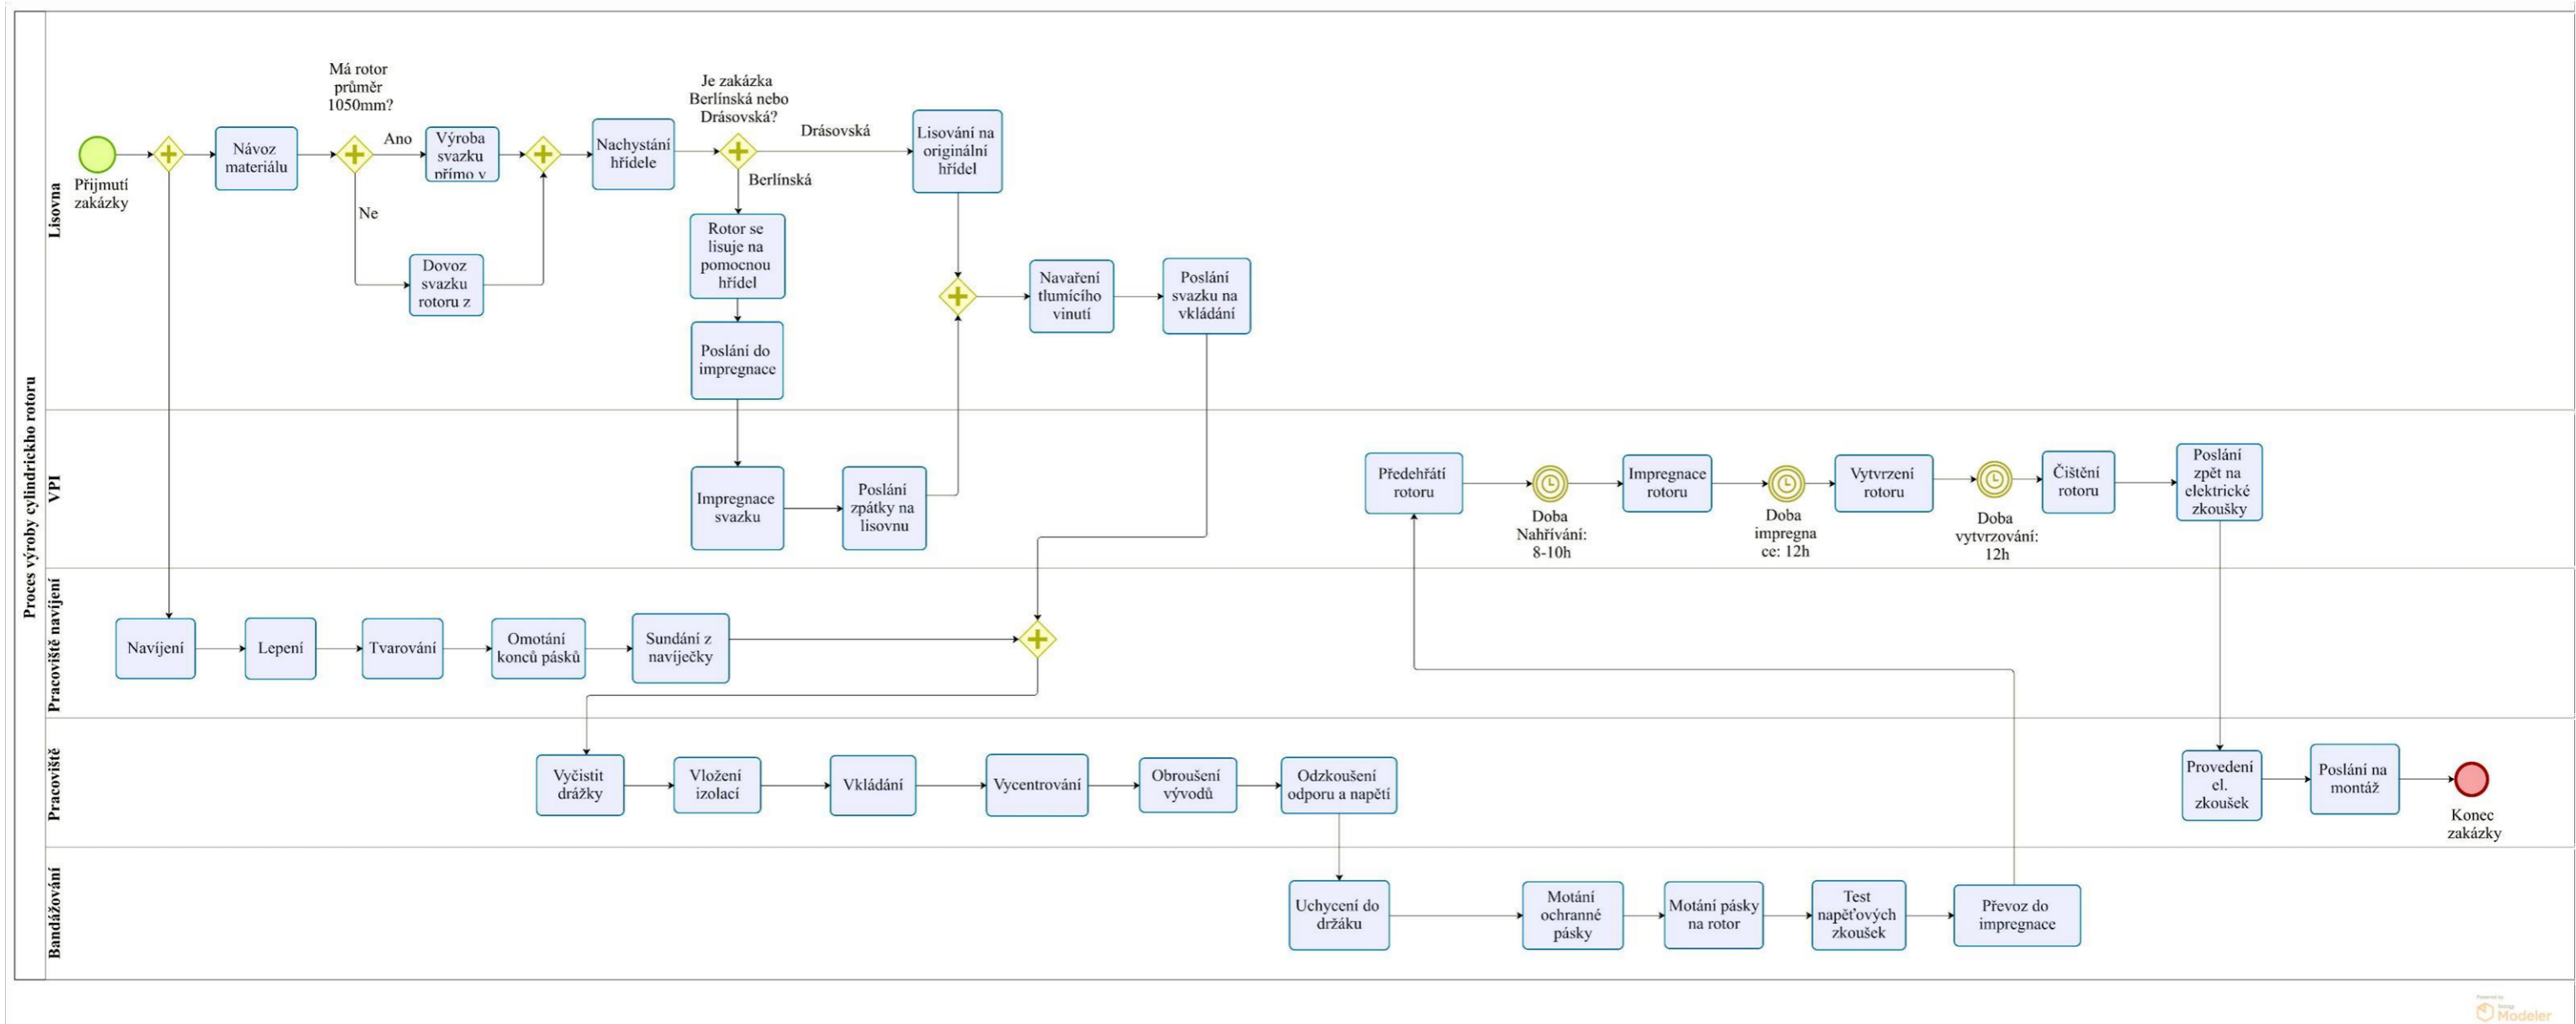 Proces výroby cylindrickho rotoru
Lisovna
Přijmutí
zakázky
Návoz
materiálu
Má rotor
průměr
1050mm?
Ano
Ne
Výroba
svazku
přímo v
Dovoz
svazku
rotoru z
Nachystání
hřídele
Je zakázka
Berlínská nebo
Drásovská?
Drásovská
Berlínská
Lisování na
originální
hřídel
Rotor se
lisuje na
pomocnou
hřídel
Poslání do
impregnace
Navaření
tlumícího
vinutí
Poslání
svazku na
vkládání
VPI
Impregnace
svazku
Poslání
zpátky na
lisovnu
Předehřátí
rotoru
Doba
Nahřívání:
8-10h
Impregnace
rotoru
Doba
impregna
ce: 12h
Vytvrzení
rotoru
Doba
vytvrzování:
12h
Čištění
rotoru
Poslání
zpět na
elektrické
zkoušky
Pracoviště navíjení
Navíjení
Lepení
Tvarování
Omotání
konců pásků
Sundání z
navíječky
Pracoviště
Vyčistit
drážky
Vložení
izolací
Vkládání
Vycentrování
Obroušení
vývodů
Odzkoušení
odporu a napětí
Provedení
el.
zkoušek
Poslání na
montáž
Konec
zakázky
Bandážování
Uchycení do
držáku
Motání
ochranné
pásky
Motání pásky
na rotor
Test
napěťových
zkoušek
Převoz do
impregnace
Powered by
Modeler